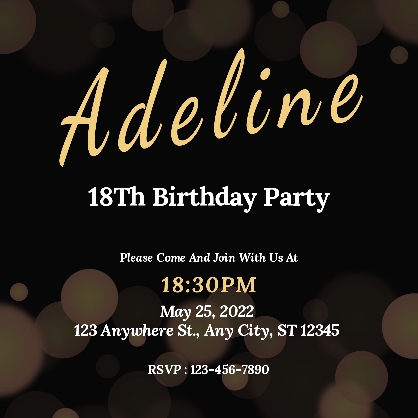 Adeline
18Th Birthday Party
Please Come And Join With Us At
18:30PM
May 25, 2022
123 Anywhere St., Any City, ST 12345
RSVP : 123-456-7890